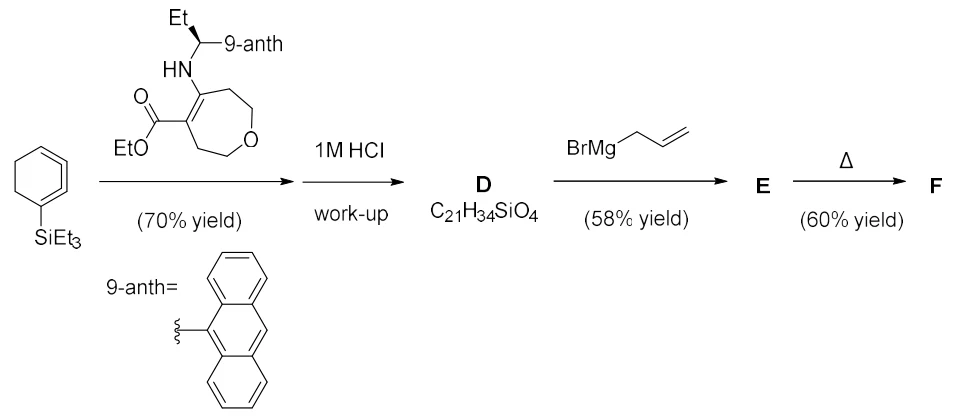 Et
9-anth
HN
O
EtO
O
SiEt3
(70% yield)
1M HCl
work-up
D
C21H34SiO4
BrMg
(58% yield)
E
Δ
(60% yield)
F
9-anth=